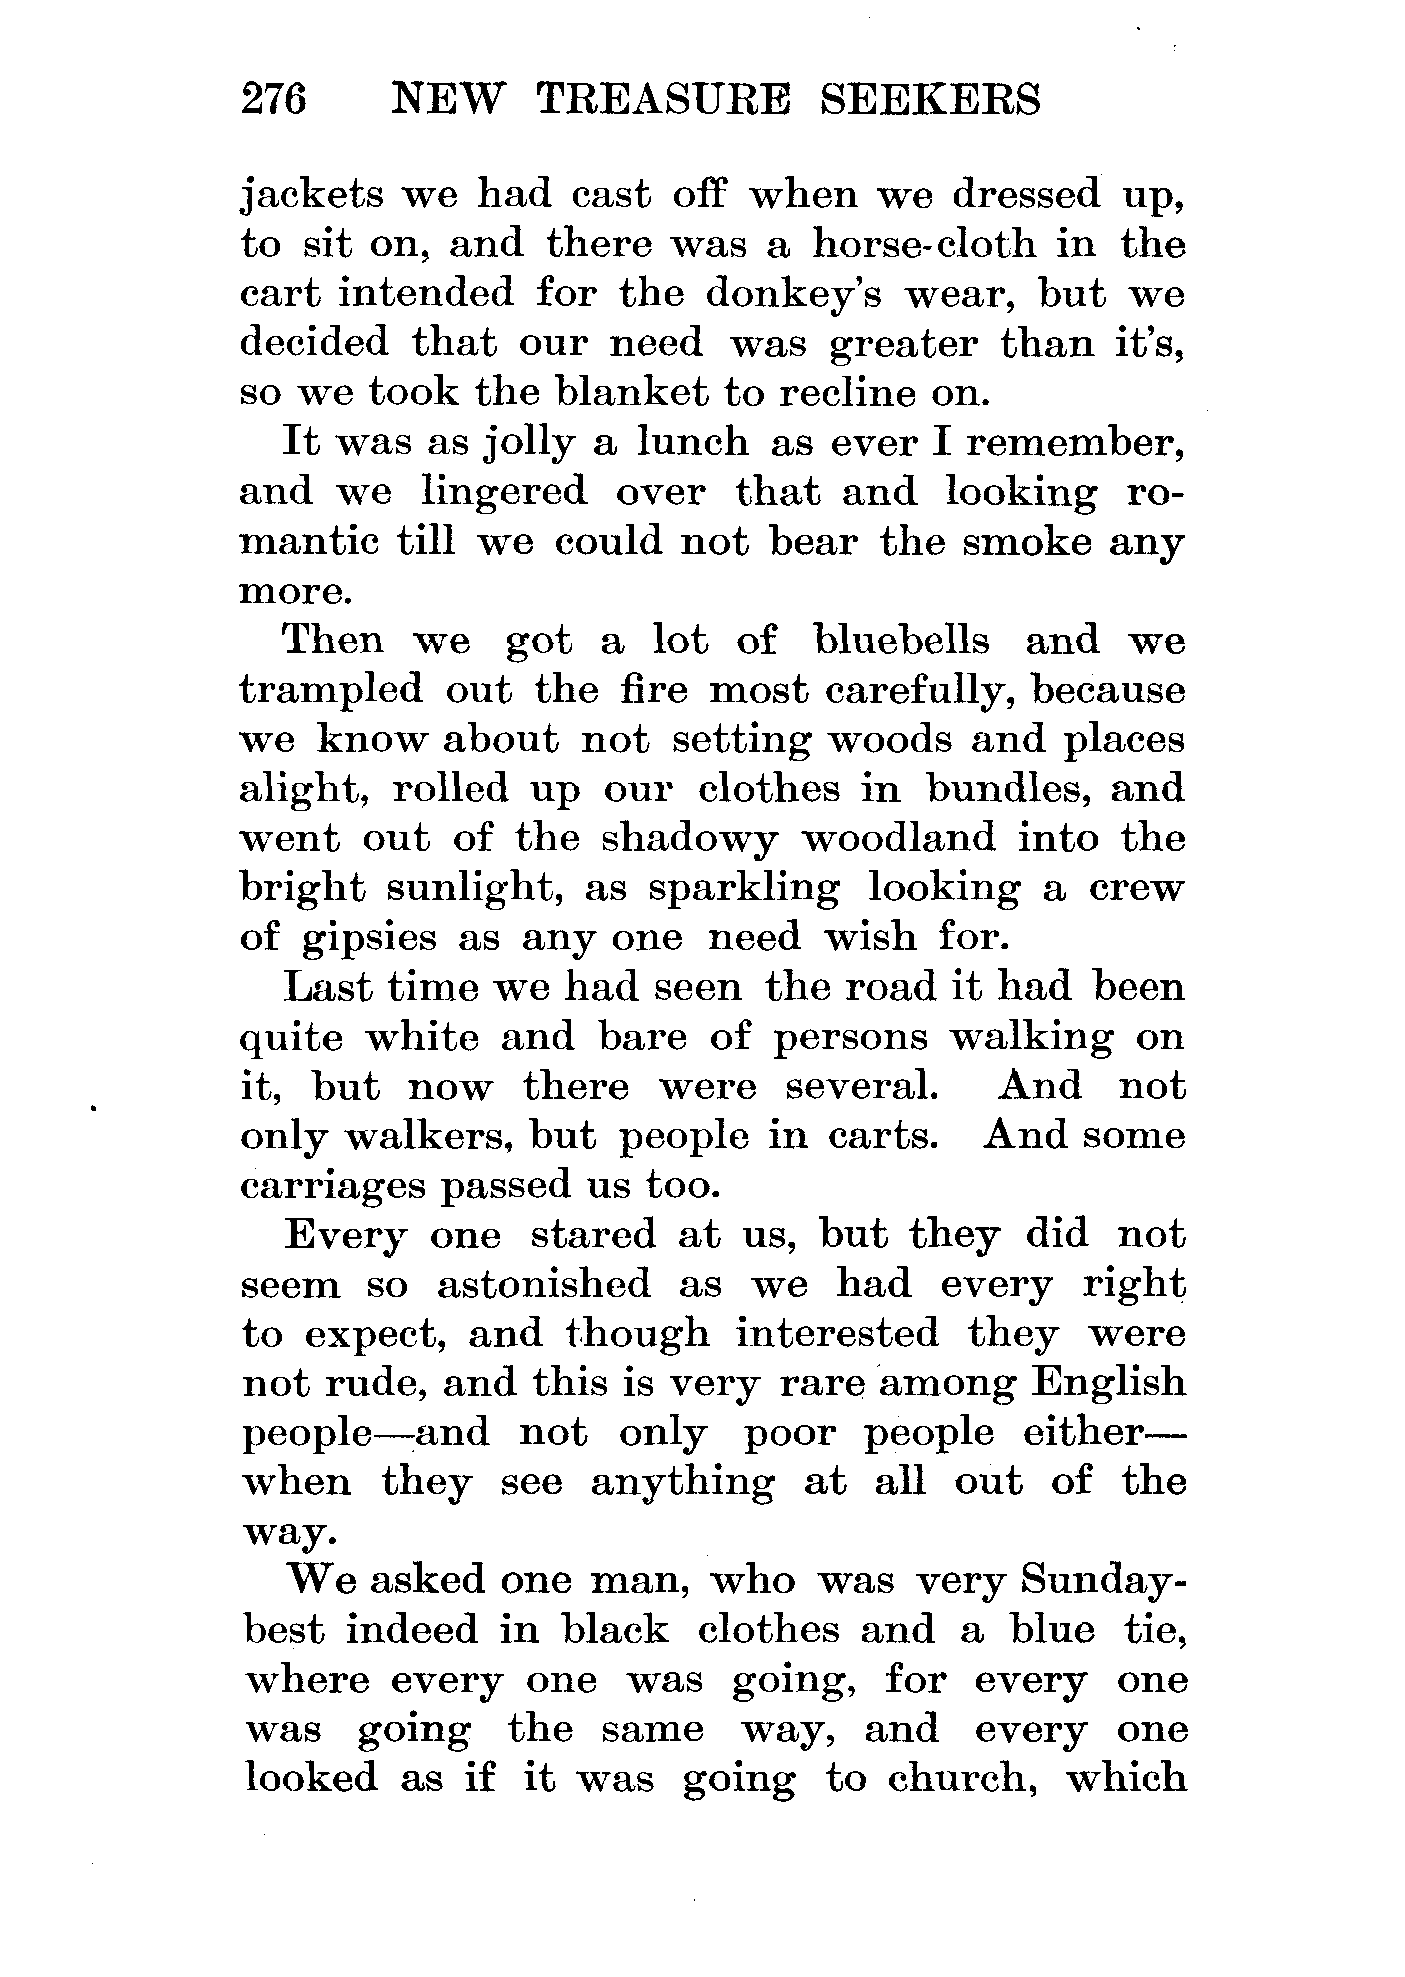 276 NEW TREASURE SEEKERS
jackets we had cast off when we dressed up,
to sit on, and there was a horse-cloth in the
cart intended for the donkey's wear, but we
decided that our need was greater than it's,
so we took the blanket to recline on.
It was as jolly a lunch as ever I remember,
and we lingered over that and looking ro-
mantic till we could not bear the smoke any
more.
Then we got a lot of bluebells and we
trampled out the fire most carefully, because
we know about not setting woods and places
alight, rolled up our clothes in bundles, and
went out of the shadowy woodland into the
bright sunlight, as sparkling looking a crew
of gipsies as any one need wish for.
Last time we had seen the road it had been
quite white and bare of persons walking on
it, but now there were several. And not
only walkers, but people in carts. And some
carriages passed us too.
Every one stared at us, but they did not
seem so astonished as we had every right
to expect, and though interested they were
not rude, and this is very rare among English
people—and not only poor people either—
when they see anything at all out of the
way.
We asked one man, who was very Sunday-
best indeed in black clothes and a blue tie,
where every one was going, for every one
was going the same way, and every one
looked as if it was going to church, which